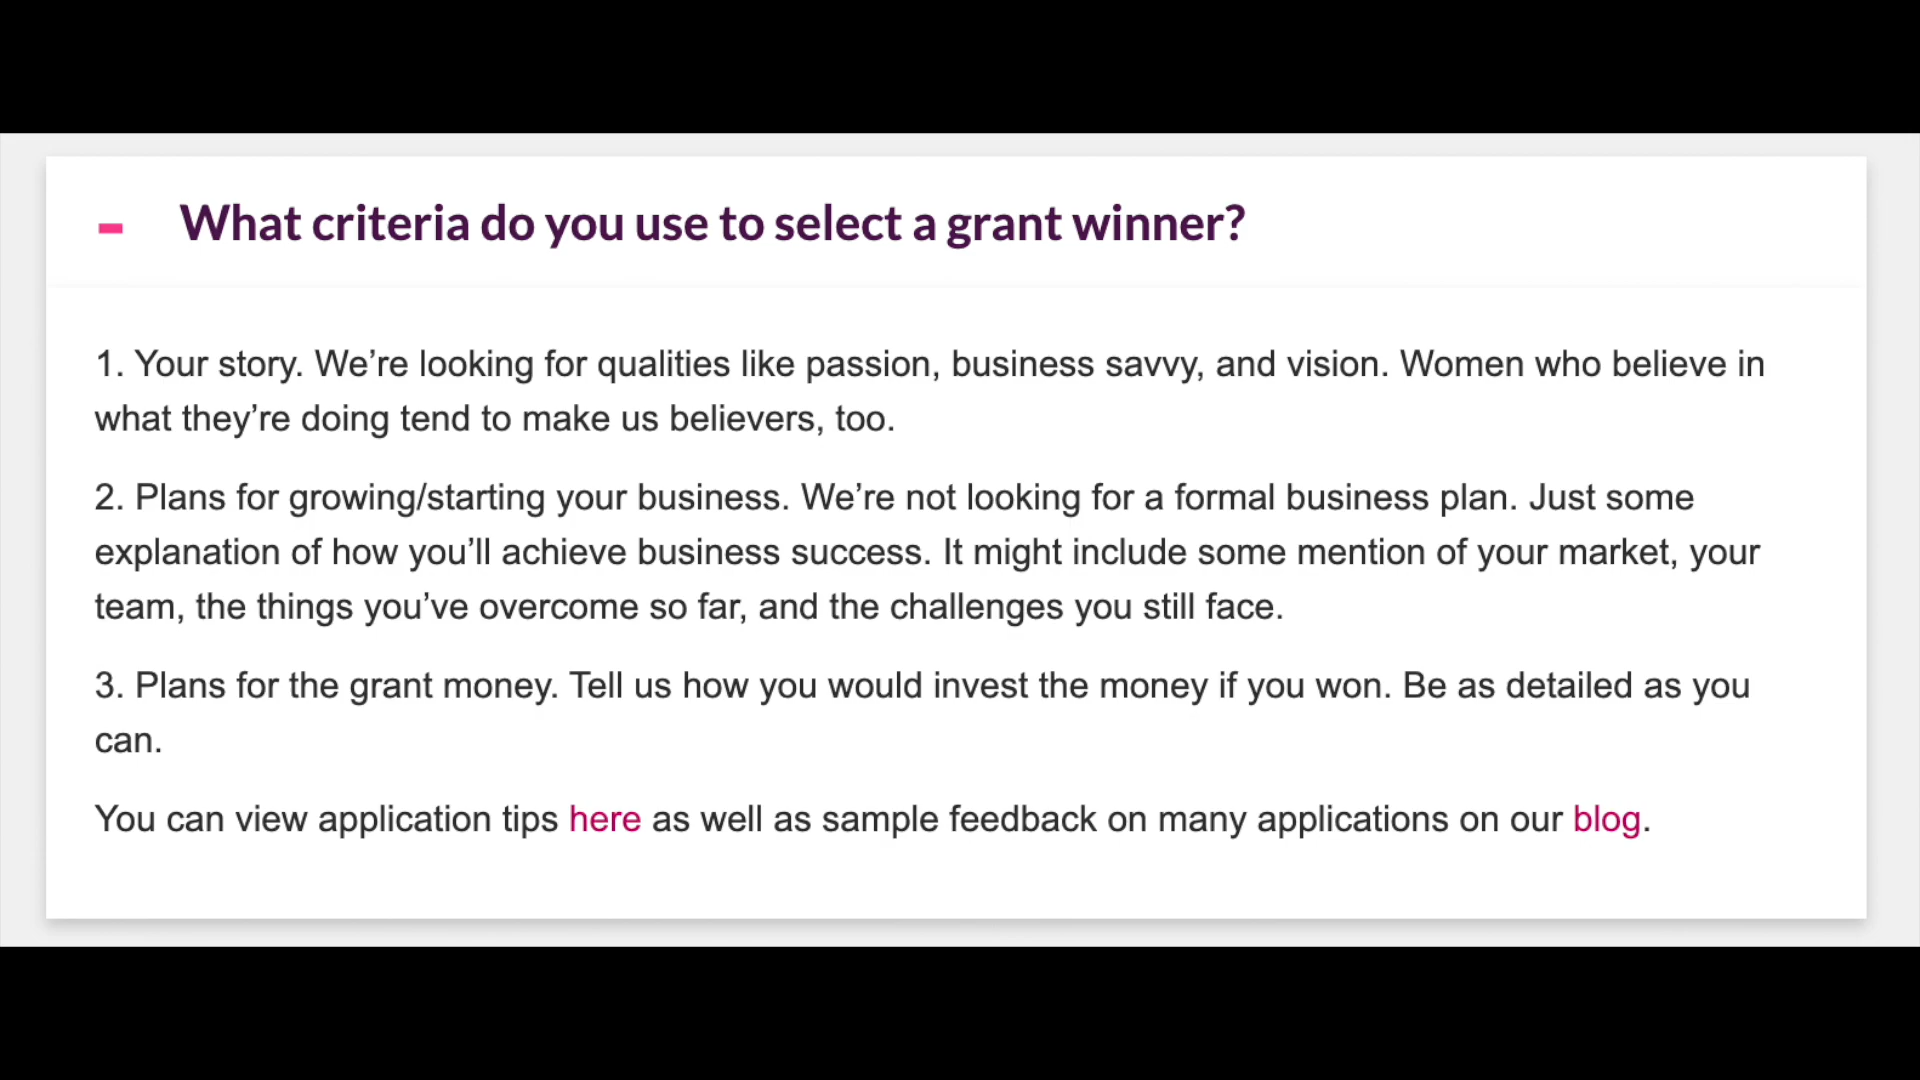 What criteria do you use to select a grant winner?
1. Your story. We’re looking for qualities like passion, business savvy, and vision. Women who believe in
what they’re doing tend to make us believers, too.
2. Plans for growing/starting your business. We’re not looking for a formal business plan. Just some
explanation of how you’ll achieve business success. It might include some mention of your market, your
team, the things you’ve overcome so far, and the challenges you still face.
3. Plans for the grant money. Tell us how you would invest the money if you won. Be as detailed as you
can.
You can view application tips here as well as sample feedback on many applications on our blog.